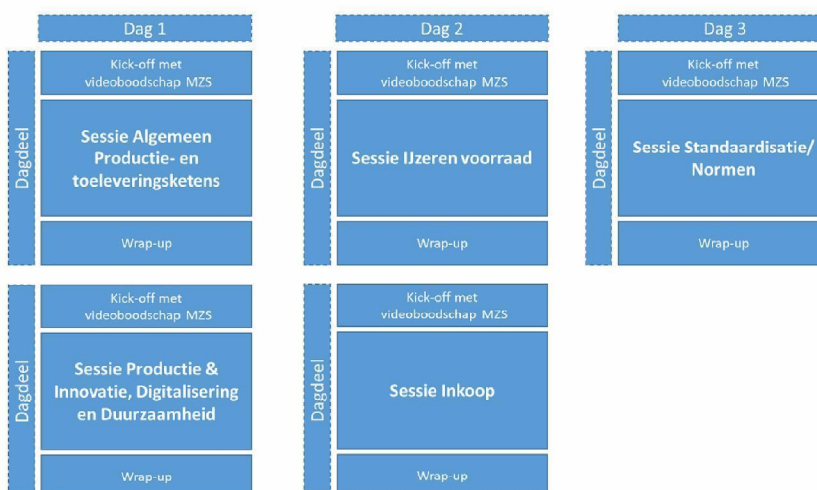 Dag 1
Dagdeel
Kick-off met
videoboodschap MZS
Sessie Algemeen
Productie- en
toeleveringsketens
Wrap-up
Dagdeel
Kick-off met
videoboodschap MZS
Sessie Productie &
Innovatie, Digitalisering
en Duurzaamheid
Wrap-up
Dag 2
Kick-off met
videoboodschap MZS
Dagdeel
Sessie IJzeren voorraad
Wrap-up
Kick-off met
videoboodschap MZS
Dagdeel
Sessie Inkoop
Wrap-up
Dag 3
Kick-off met
videoboodschap MZS
Dagdeel
Sessie Standaardisatie/
Normen
Wrap-up